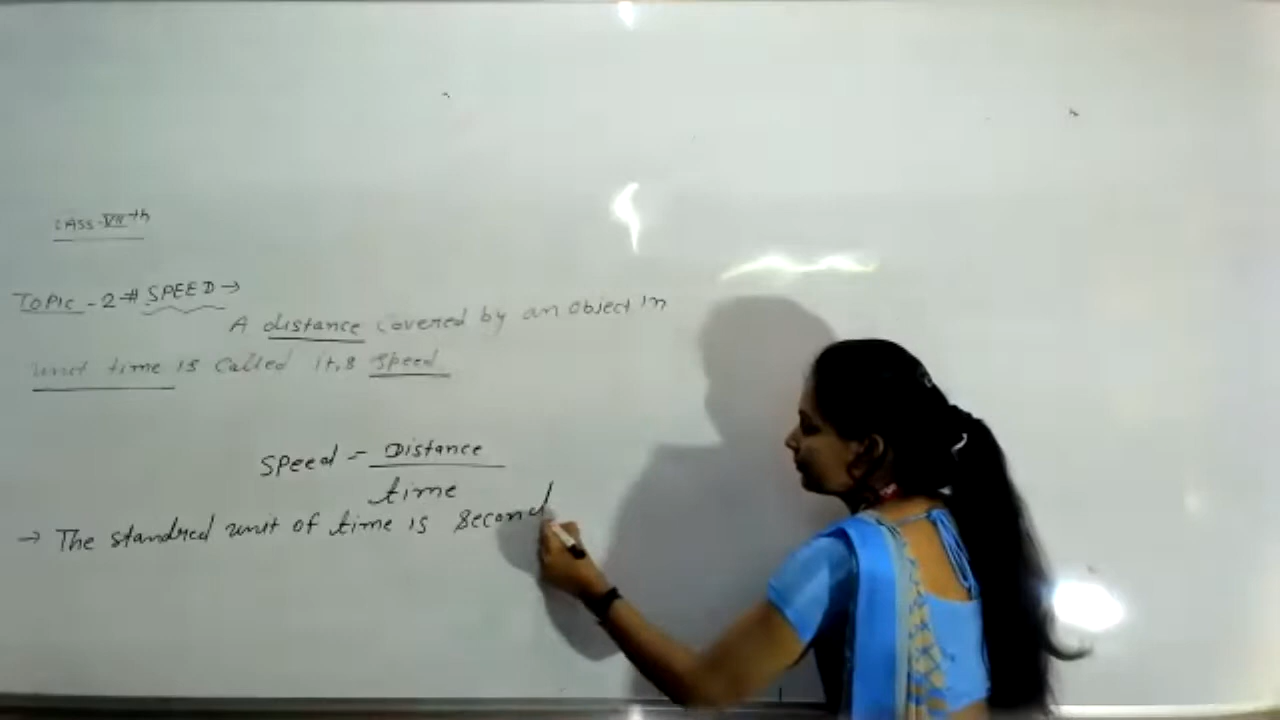 CLASS-VIIth
TOPIC-2 # SPEED →
A distance covered by an object in
unit time is called it,s speed
Speed = Distance
time
→ The standred unit of time is second